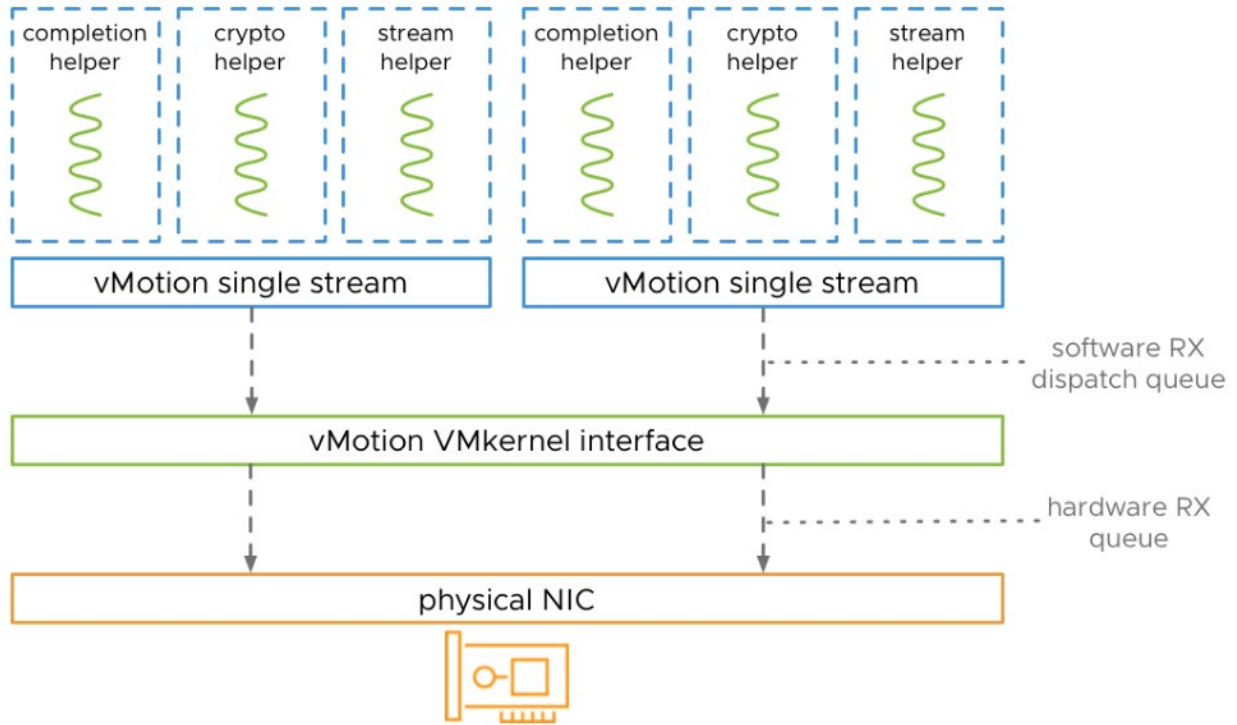 completion
helper
crypto
helper
stream
helper
completion
helper
crypto
helper
stream
helper
vMotion single stream
vMotion single stream
software RX
dispatch queue
vMotion VMkernel interface
hardware RX
queue
physical NIC